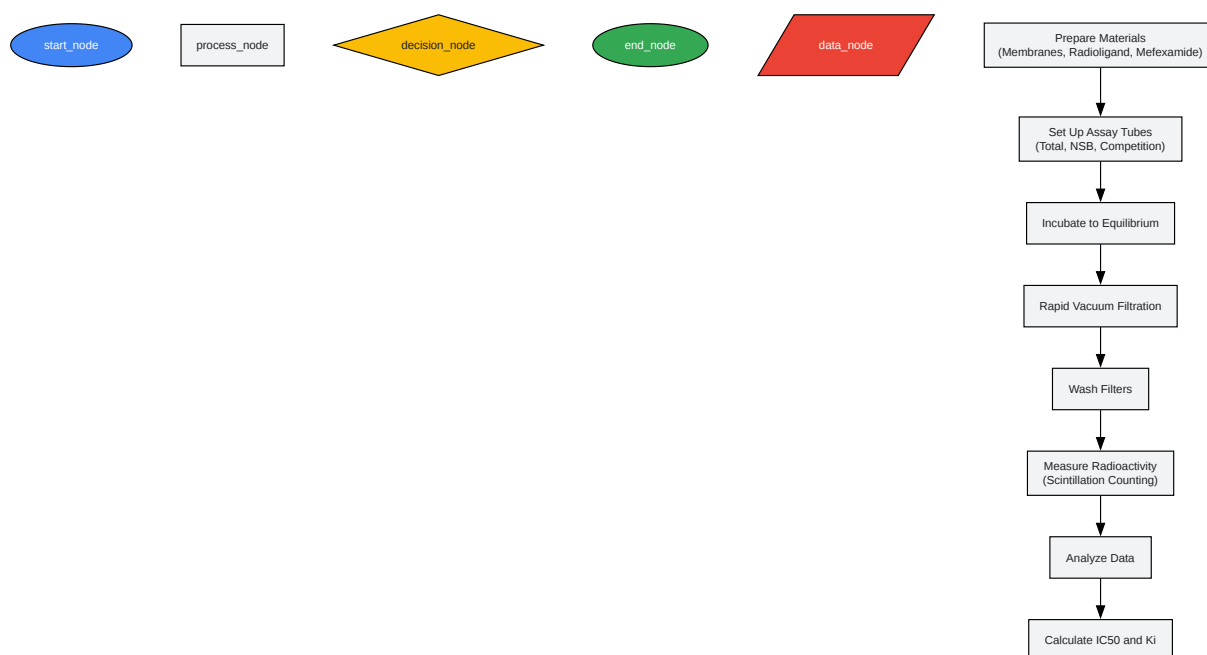 start_node
process_node
decision_node
end_node
data_node
Prepare Materials
(Membranes, Radioligand, Mefexamide)
Set Up Assay Tubes
(Total, NSB, Competition)
Incubate to Equilibrium
Rapid Vacuum Filtration
Wash Filters
Measure Radioactivity
(Scintillation Counting)
Analyze Data
Calculate IC50 and Ki